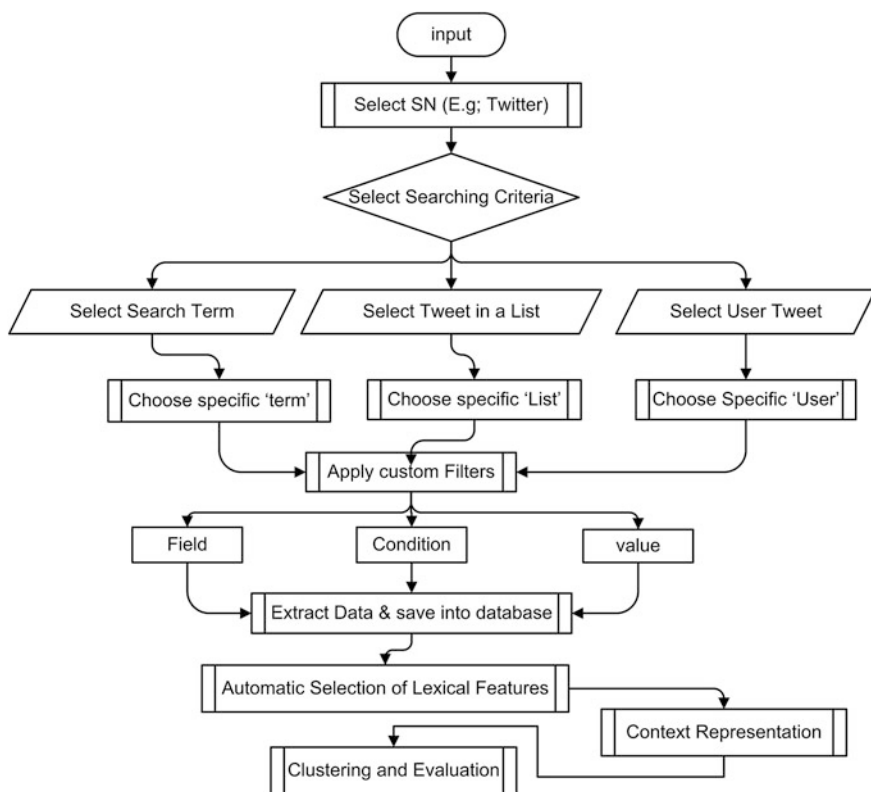 input
Select SN (E.g; Twitter)
Select Searching Criteria
Select Search Term
Select Tweet in a List
Select User Tweet
Choose specific ‘term’
Choose specific ‘List’
Choose Specific ‘User’
Apply custom Filters
Field
Condition
value
Extract Data & save into database
Automatic Selection of Lexical Features
Context Representation
Clustering and Evaluation